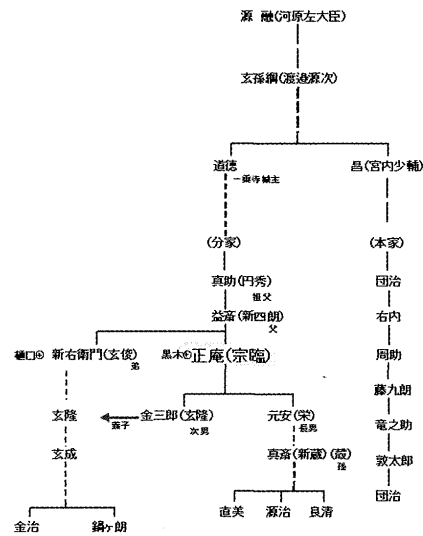 源 融(河原左大臣)
玄孫綱(渡辺源次)
道徳
一乗寺城主
昌(宮内少輔)
(分家)
(本家)
真助(円秀)
祖父
団治
益斎(新四朗)
父
右内
樋口
新右衛門(玄俊)
弟
黒木
正庵(宗臨)
周助
藤九朗
玄隆
養子
金三郎(玄隆)
次男
元安(栄)
長男
竜之助
玄成
真斎(新蔵)
孫
敦太郎
団治
金治
鍋ヶ朗
直美
源治
良清